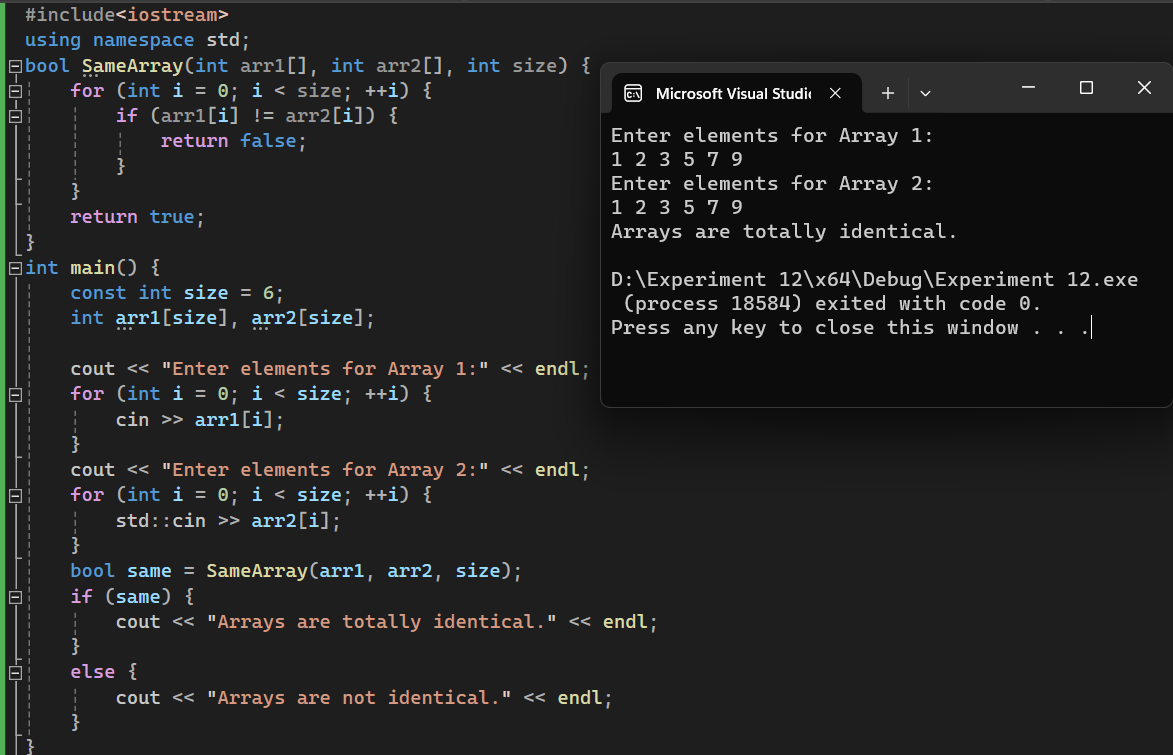 #include<iostream>
using namespace std;
bool SameArray(int arr1[], int arr2[], int size) {
    for (int i = 0; i < size; ++i) {
        if (arr1[i] != arr2[i]) {
            return false;
        }
    }
    return true;
}
int main() {
    const int size = 6;
    int arr1[size], arr2[size];

    cout << "Enter elements for Array 1:" << endl;
    for (int i = 0; i < size; ++i) {
        cin >> arr1[i];
    }
    cout << "Enter elements for Array 2:" << endl;
    for (int i = 0; i < size; ++i) {
        std::cin >> arr2[i];
    }
    bool same = SameArray(arr1, arr2, size);
    if (same) {
        cout << "Arrays are totally identical." << endl;
    }
    else {
        cout << "Arrays are not identical." << endl;
    }
}
Microsoft Visual Studi
Enter elements for Array 1:
1 2 3 5 7 9
Enter elements for Array 2:
1 2 3 5 7 9
Arrays are totally identical.

D:\Experiment 12\x64\Debug\Experiment 12.exe
 (process 18584) exited with code 0.
Press any key to close this window . . .